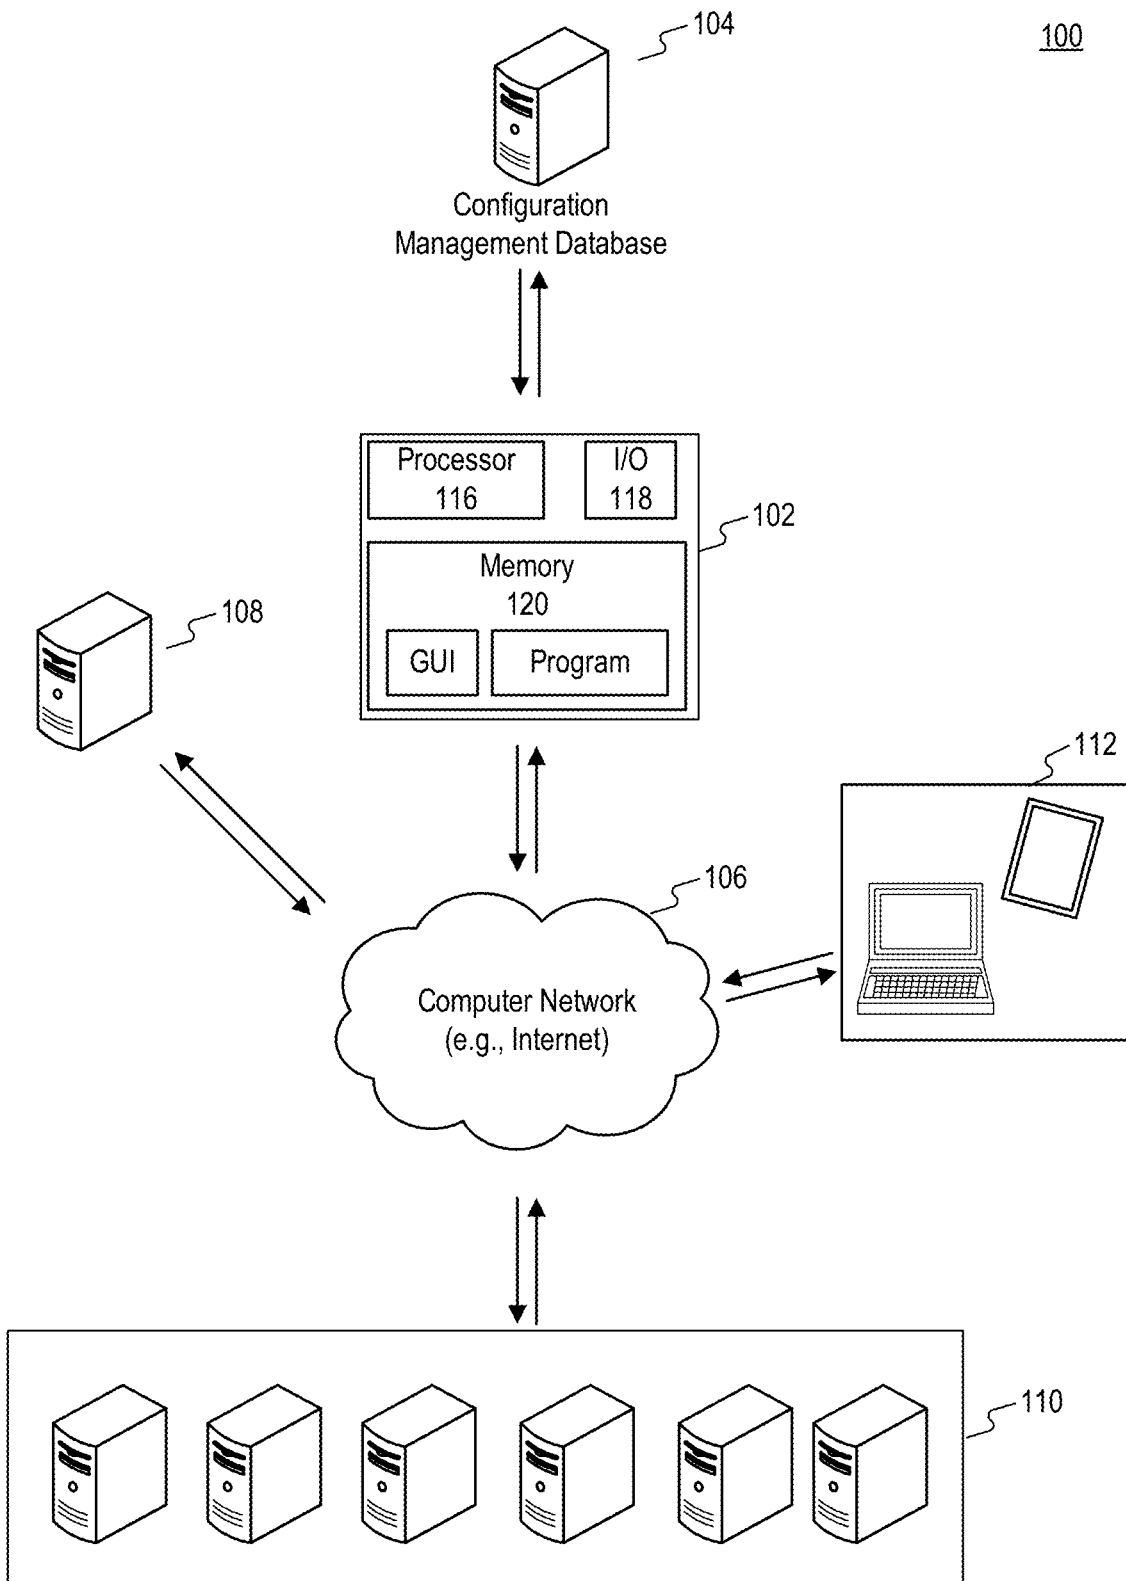 104
100
Configuration
Management Database
Processor
116
I/O
118
102
Memory
120
GUI
Program
108
112
106
Computer Network
(e.g., Internet)
110